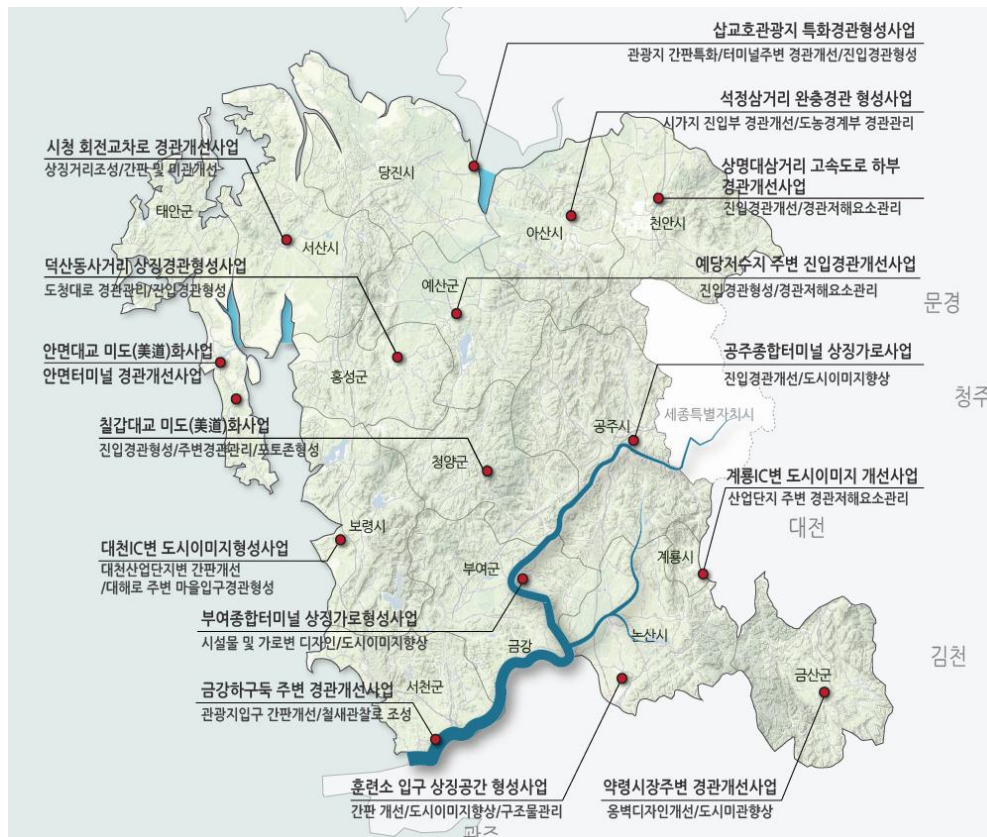 삽교호관광지 특화경관형성사업
관광지 간판특화/터미널주변 경관개선/진입경관형성
석정삼거리 완충경관 형성사업
시가지 진입부 경관개선/도농경계부 경관관리
시청 회전교차로 경관개선사업
상징거리조성/간판 및 미관개선
당진시
상명대삼거리 고속도로 하부
경관개선사업
진입경관개선/경관저해요소관리
태안군
서산시
아산시
천안시
덕산동사거리 상징경관형성사업
도청대로 경관관리/진입경관형성
예산군
예당저수지 주변 진입경관개선사업
진입경관형성/경관저해요소관리
문경
안면대교 미도(美道)화사업
안면터미널 경관개선사업
홍성군
공주종합터미널 상징가로사업
진입경관개선/도시이미지향상
청주
세종특별자치시
칠갑대교 미도(美道)화사업
진입경관형성/주변경관관리/포토존형성
공주시
청양군
계룡IC변 도시이미지 개선사업
산업단지 주변 경관저해요소관리
대전
보령시
대천IC변 도시이미지형성사업
대천산업단지변 간판개선
/대해로 주변 마을입구경관형성
부여군
계룡시
부여종합터미널 상징가로형성사업
시설물 및 가로변 디자인/도시이미지향상
금강
논산시
김천
금강하구둑 주변 경관개선사업
관광지입구 간판개선/철새관찰로 조성
서천군
금산군
훈련소 입구 상징공간 형성사업
간판 개선/도시이미지향상/구조물관리
약령시장주변 경관개선사업
옹벽디자인개선/도시미관향상